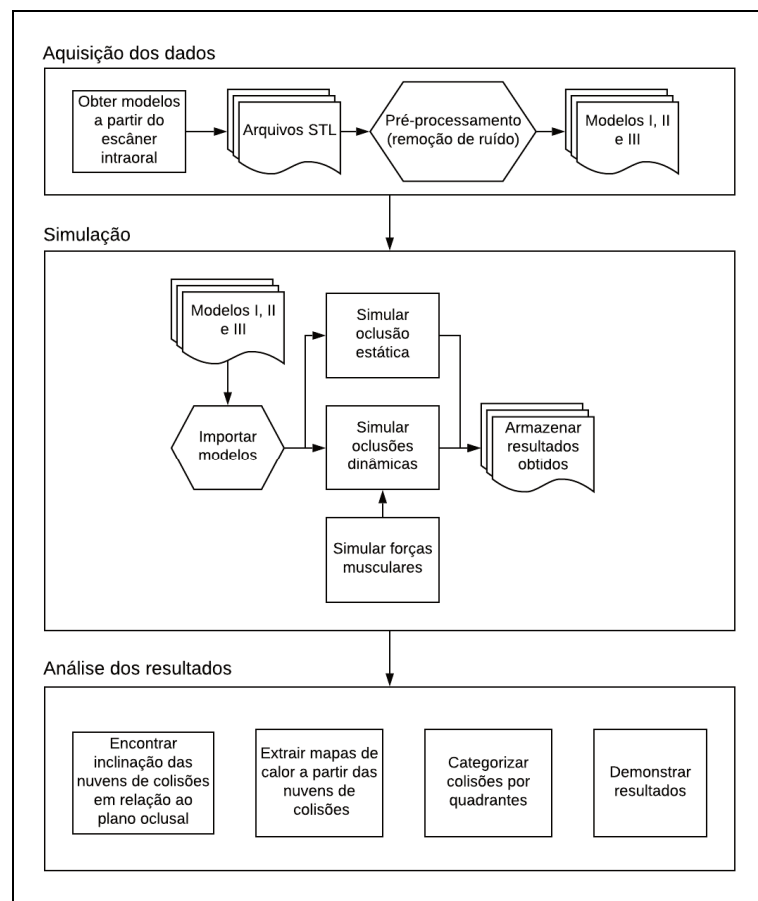 Aquisição dos dados
Obter modelos
a partir do
escâner
intraoral
Arquivos STL
Pré-processamento
(remoção de ruído)
Modelos I, II
e III
Simulação
Modelos I, II
e III
Importar
modelos
Simular
oclusão
estática
Simular
oclusões
dinâmicas
Simular forças
musculares
Armazenar
resultados
obtidos
Análise dos resultados
Encontrar
inclinação das
nuvens de colisões
em relação ao
plano oclusal
Extrair mapas de
calor a partir das
nuvens de
colisões
Categorizar
colisões por
quadrantes
Demonstrar
resultados